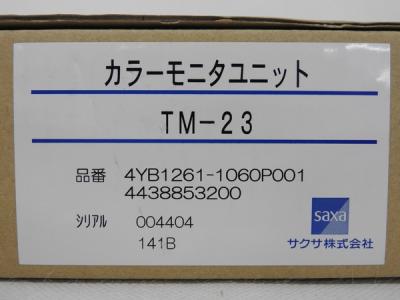 カラーモニタユニット
TM-23
品番 4YB1261-1060P001
4438853200
ｼﾘｱﾙ 004404
141B
saxa
サクサ株式会社